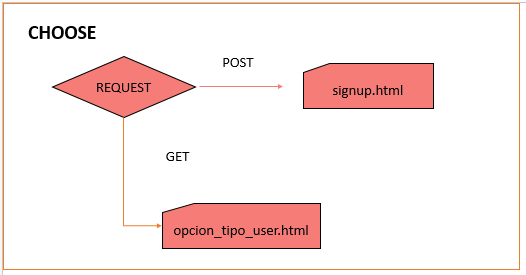 CHOOSE
POST
REQUEST
signup.html
GET
opcion_tipo_user.html